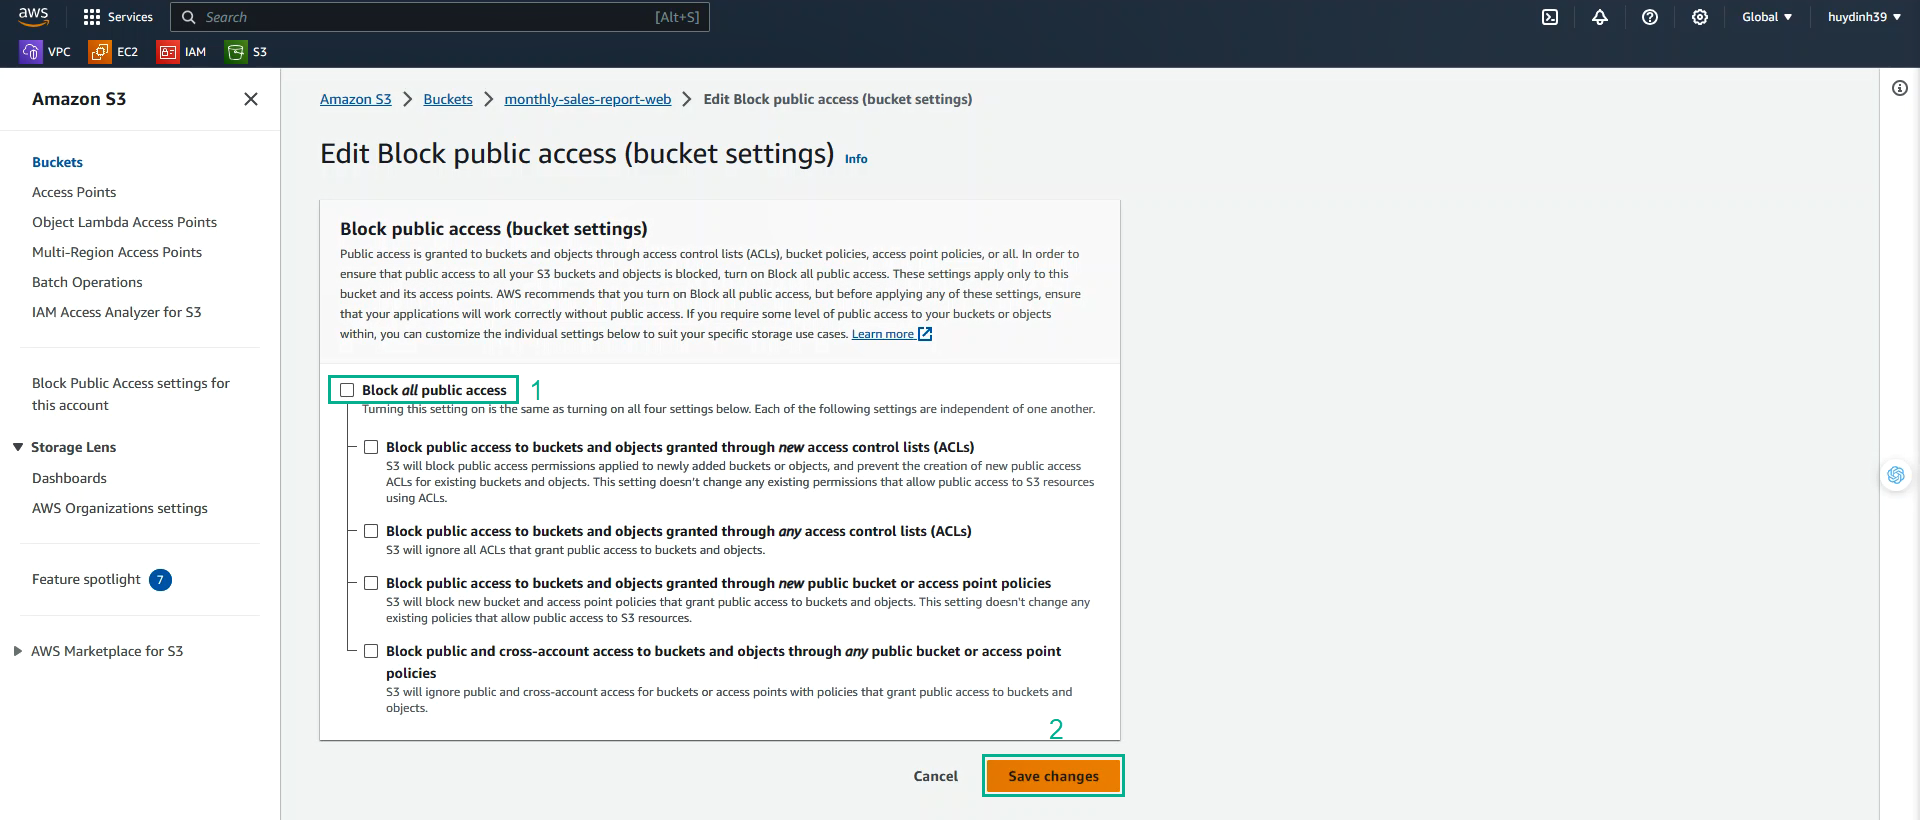 aws
Services
Search
[Alt+S]
Global
huydinh39
VPC
EC2
IAM
S3
Amazon S3
Buckets
Access Points
Object Lambda Access Points
Multi-Region Access Points
Batch Operations
IAM Access Analyzer for S3
Block Public Access settings for
this account
Storage Lens
Dashboards
AWS Organizations settings
Feature spotlight 7
AWS Marketplace for S3
Amazon S3 > Buckets > monthly-sales-report-web > Edit Block public access (bucket settings)
Edit Block public access (bucket settings) Info
Block public access (bucket settings)
Public access is granted to buckets and objects through access control lists (ACLs), bucket policies, access point policies, or all. In order to
ensure that public access to all your S3 buckets and objects is blocked, turn on Block all public access. These settings apply only to this
bucket and its access points. AWS recommends that you turn on Block all public access, but before applying any of these settings, ensure
that your applications will work correctly without public access. If you require some level of public access to your buckets or objects
within, you can customize the individual settings below to suit your specific storage use cases. Learn more
Block all public access 1
Turning this setting on is the same as turning on all four settings below. Each of the following settings are independent of one another.
Block public access to buckets and objects granted through new access control lists (ACLs)
S3 will block public access permissions applied to newly added buckets or objects, and prevent the creation of new public access
ACLs for existing buckets and objects. This setting doesn't change any existing permissions that allow public access to S3 resources
using ACLs.
Block public access to buckets and objects granted through any access control lists (ACLs)
S3 will ignore all ACLs that grant public access to buckets and objects.
Block public access to buckets and objects granted through new public bucket or access point policies
S3 will block new bucket and access point policies that grant public access to buckets and objects. This setting doesn't change any
existing policies that allow public access to S3 resources.
Block public and cross-account access to buckets and objects through any public bucket or access point
policies
S3 will ignore public and cross-account access for buckets or access points with policies that grant public access to buckets and
objects.
2
Cancel
Save changes